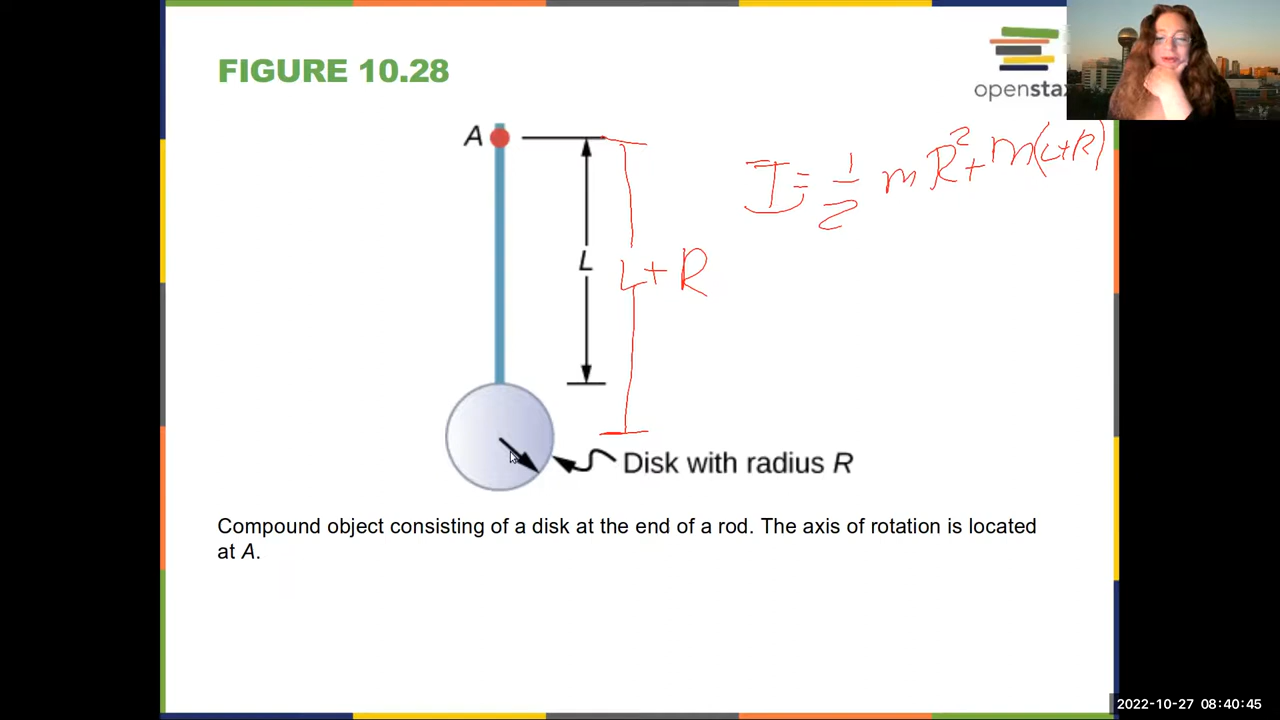 FIGURE 10.28
openstax
A
I = 1/2 m R² + m(L+R)
L
L + R
Disk with radius R
Compound object consisting of a disk at the end of a rod. The axis of rotation is located
at A.
2022-10-27 08:40:45